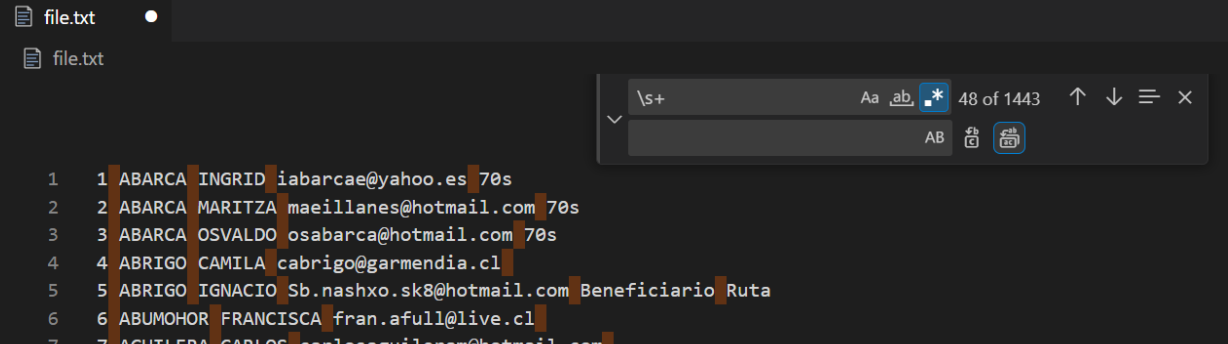 file.txt
file.txt
\s+
Aa ab .* 48 of 1443
AB
1 1 ABARCA INGRID iabarcae@yahoo.es 70s
2 2 ABARCA MARITZA maeillanes@hotmail.com 70s
3 3 ABARCA OSVALDO osabarca@hotmail.com 70s
4 4 ABRIGO CAMILA cabrigo@garmendia.cl
5 5 ABRIGO IGNACIO Sb.nashxo.sk8@hotmail.com Beneficiario Ruta
6 6 ABUMOHOR FRANCISCA fran.afull@live.cl
7 7 AGUILERA CARLOS